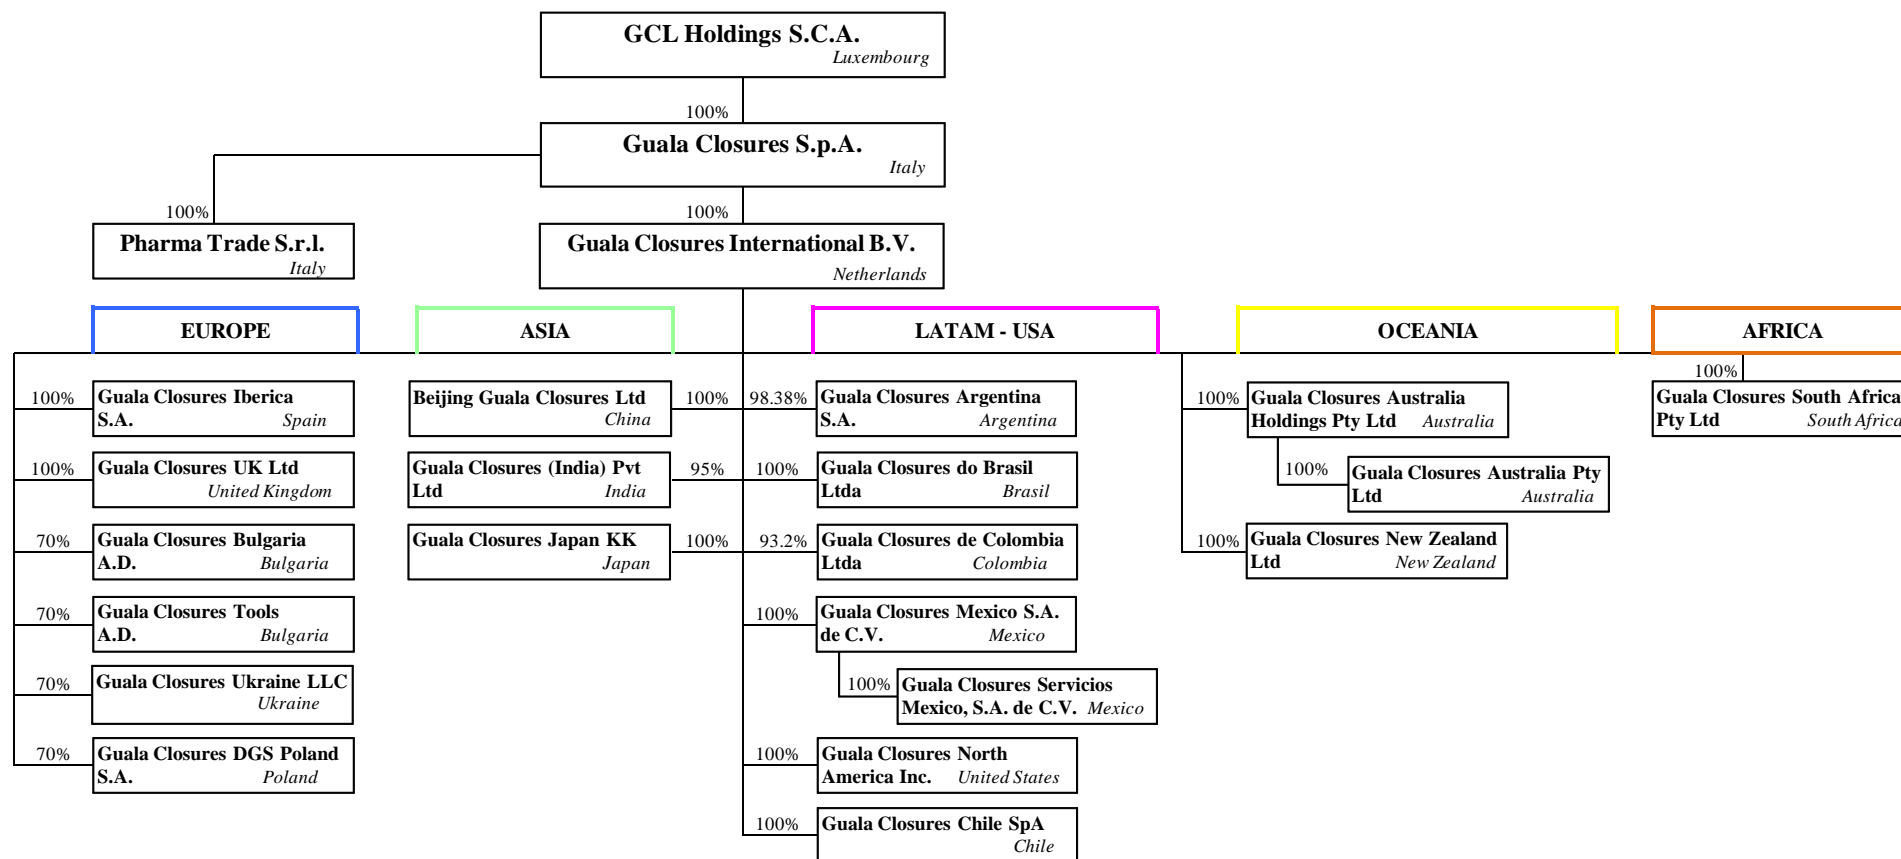 GCL Holdings S.C.A.
Luxembourg
100%
Guala Closures S.p.A.
Italy
100%
100%
Pharma Trade S.r.l.
Italy
Guala Closures International B.V.
Netherlands
EUROPE
ASIA
LATAM - USA
OCEANIA
AFRICA
100%
Guala Closures Iberica
S.A.
Spain
100%
Guala Closures UK Ltd
United Kingdom
70%
Guala Closures Bulgaria
A.D.
Bulgaria
70%
Guala Closures Tools
A.D.
Bulgaria
70%
Guala Closures Ukraine LLC
Ukraine
70%
Guala Closures DGS Poland
S.A.
Poland
Beijing Guala Closures Ltd
China
100%
Guala Closures (India) Pvt
Ltd
India
95%
Guala Closures Japan KK
Japan
100%
98.38%
Guala Closures Argentina
S.A.
Argentina
100%
Guala Closures do Brasil
Ltda
Brasil
93.2%
Guala Closures de Colombia
Ltda
Colombia
100%
Guala Closures Mexico S.A.
de C.V.
Mexico
100%
Guala Closures Servicios
Mexico, S.A. de C.V. Mexico
100%
Guala Closures North
America Inc.
United States
100%
Guala Closures Chile SpA
Chile
100%
Guala Closures Australia
Holdings Pty Ltd
Australia
100%
Guala Closures Australia Pty
Ltd
Australia
100%
Guala Closures New Zealand
Ltd
New Zealand
100%
Guala Closures South Africa
Pty Ltd
South Africa